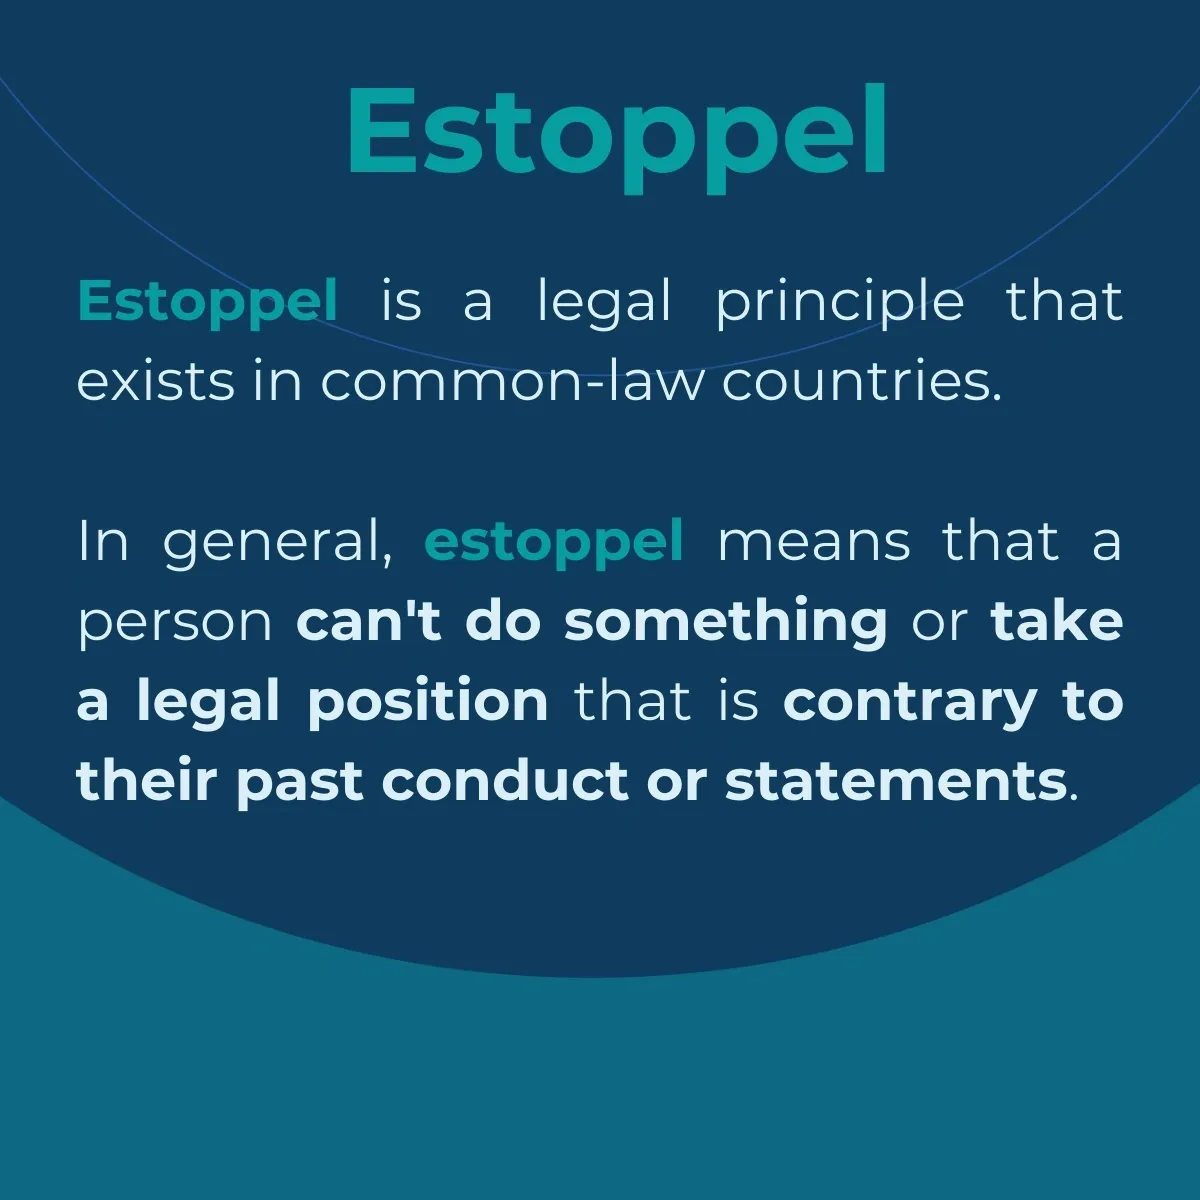 Estoppel
Estoppel is a legal principle that
exists in common-law countries.
In general, estoppel means that a
person can't do something or take
a legal position that is contrary to
their past conduct or statements.